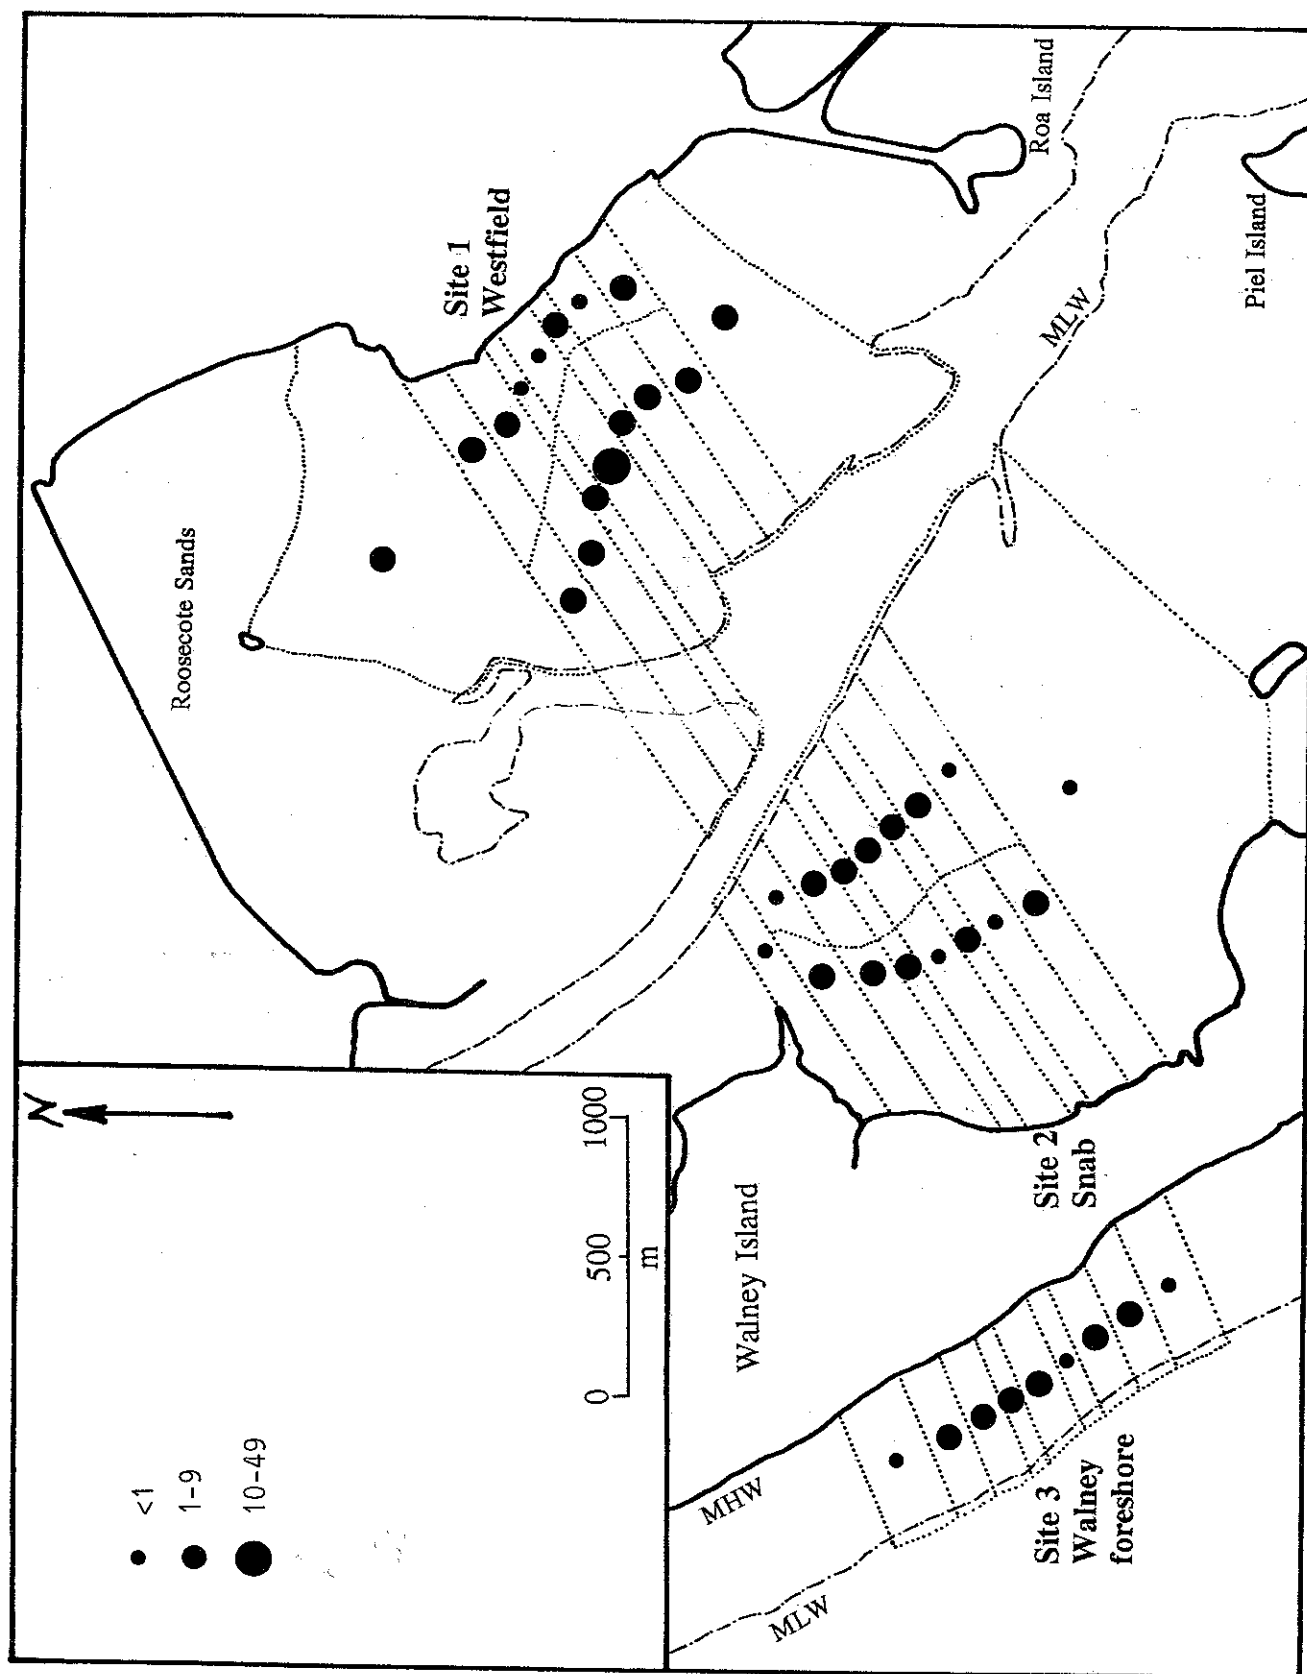 N
<1
1-9
10-49
0 500 1000
m
Roosecote Sands
Site 1
Westfield
Roa Island
Piel Island
MLW
Walney Island
Site 2
Snab
MHW
MLW
Site 3
Walney
foreshore